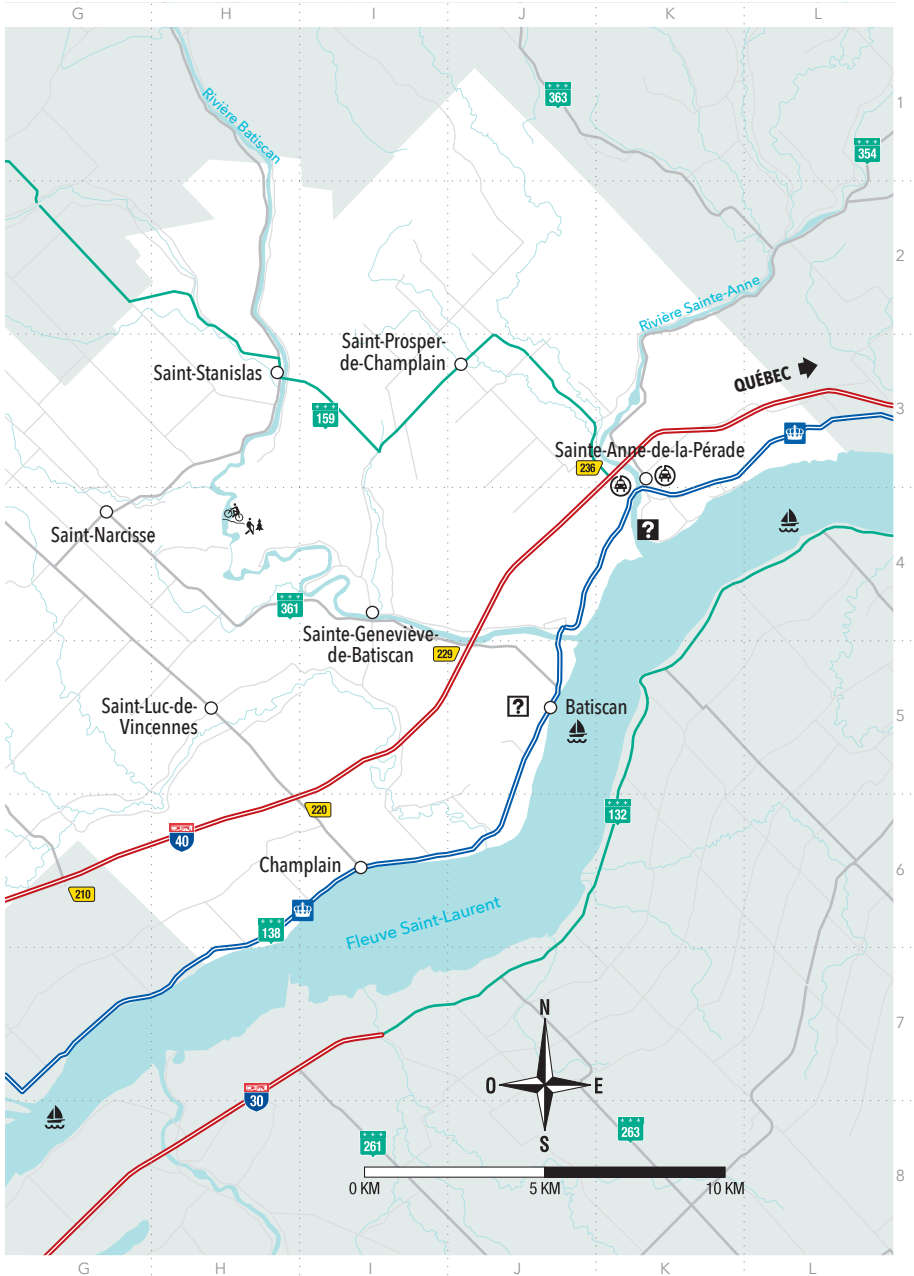 G H I J K L
1
363
Rivière Batiscan
354
2
Rivière Sainte-Anne
Saint-Prosper-
de-Champlain
Saint-Stanislas
QUÉBEC
3
159
Sainte-Anne-de-la-Pérade
236
Saint-Narcisse
?
4
361
Sainte-Geneviève-
de-Batiscan
229
Saint-Luc-de-
Vincennes
?
Batiscan
5
220
132
40
Champlain
6
210
138
Fleuve Saint-Laurent
7
N
O E
S
30
261
263
8
0 KM 5 KM 10 KM
G H I J K L